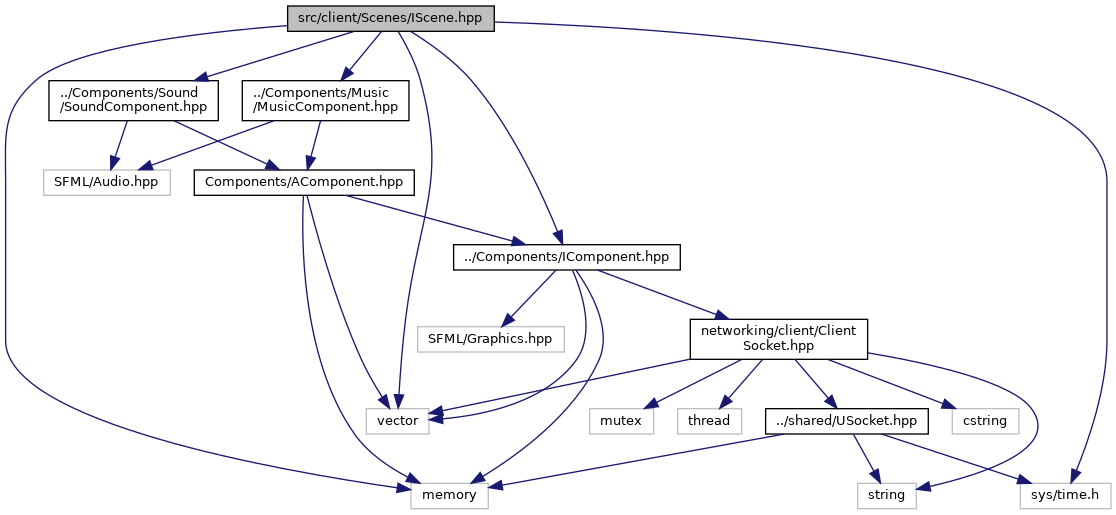 src/client/Scenes/IScene.hpp
../Components/Sound
/SoundComponent.hpp
../Components/Music
/MusicComponent.hpp
SFML/Audio.hpp
Components/AComponent.hpp
../Components/IComponent.hpp
SFML/Graphics.hpp
networking/client/Client
Socket.hpp
vector
mutex
thread
../shared/USocket.hpp
cstring
memory
string
sys/time.h